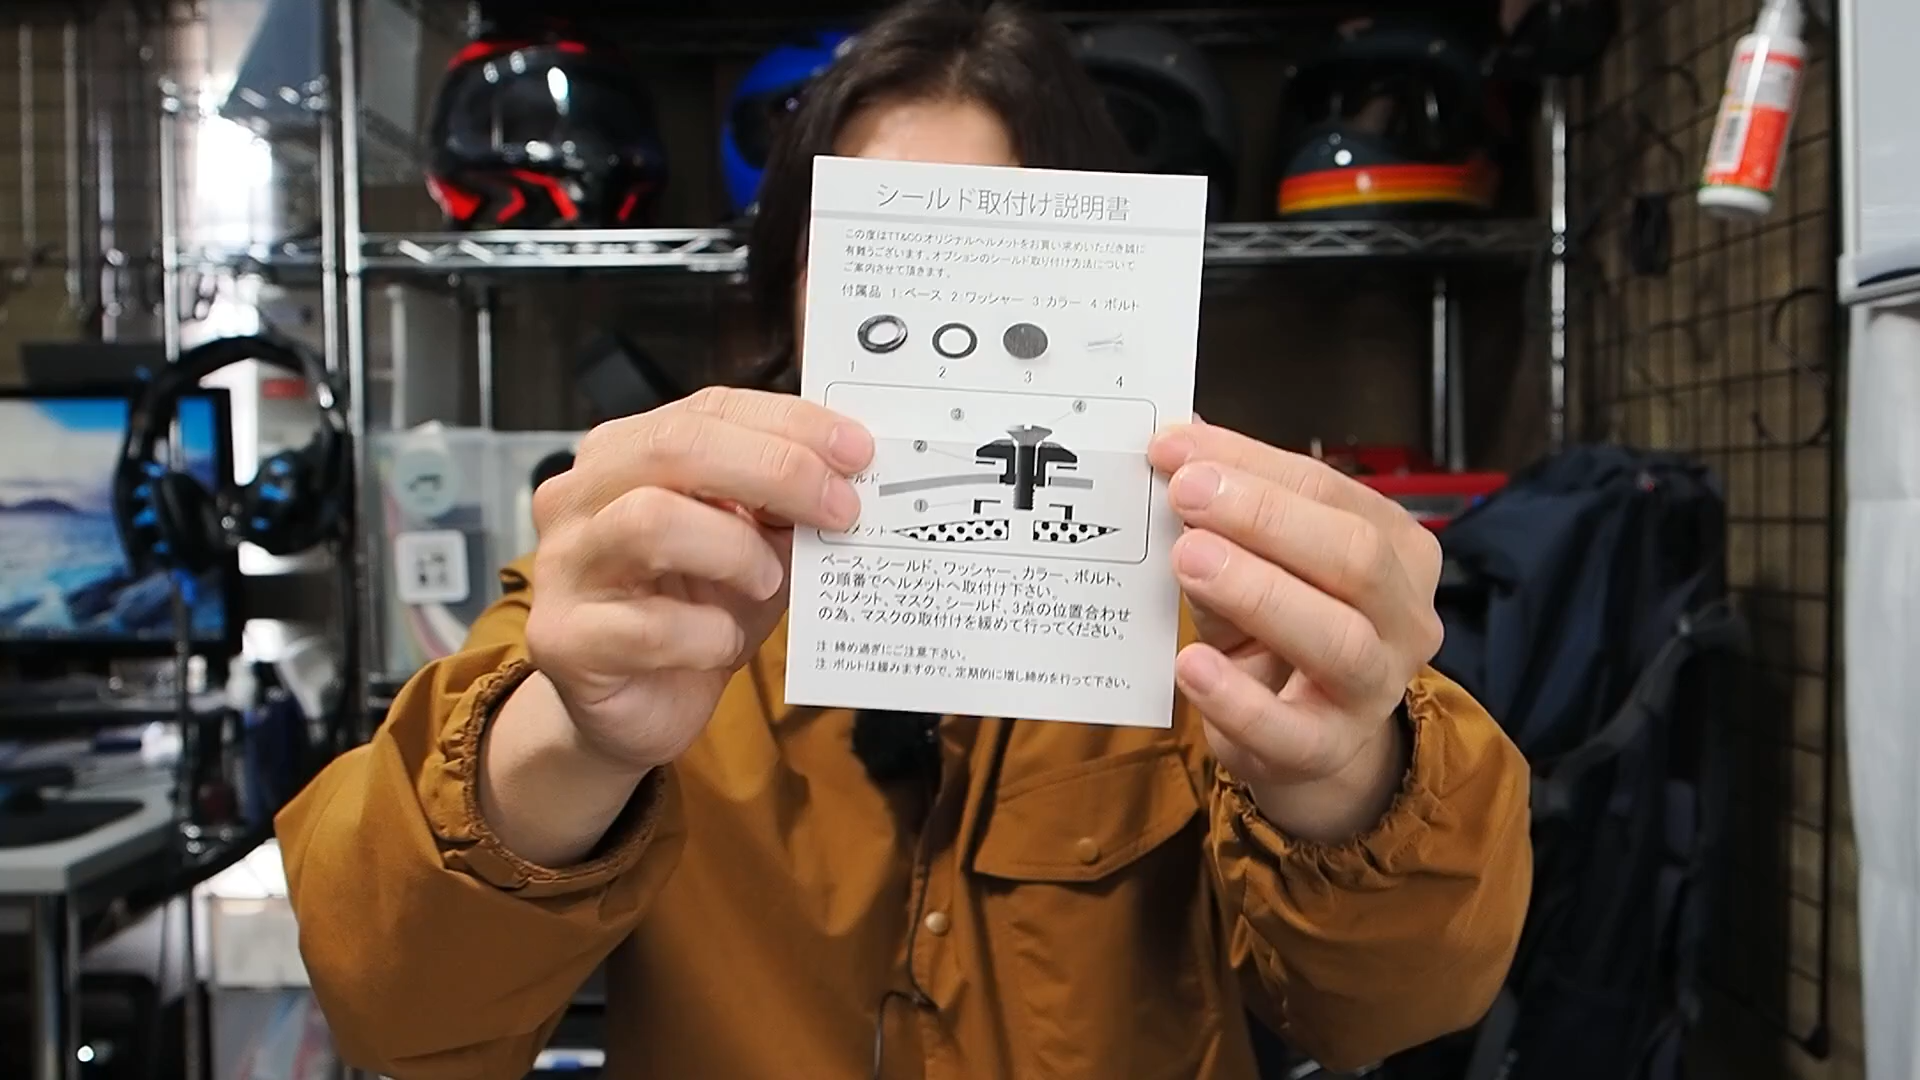 シールド取付け説明書
この度はTT&CO.オリジナルヘルメットをお買い求めいただき誠に
有難うございます。オプションのシールド取り付け方法について
ご案内させて頂きます。
付属品 1:ベース 2:ワッシャー 3:カラー 4:ボルト
1 2 3 4
③ ④
②
ルド
①
メット
ベース、シールド、ワッシャー、カラー、ボルト、
の順番でヘルメットへ取付け下さい。
ヘルメット、マスク、シールド、3点の位置合わせ
の為、マスクの取付けを緩めて行ってください。
注:締め過ぎにご注意下さい。
注:ボルトは緩みますので、定期的に増し締めを行って下さい。